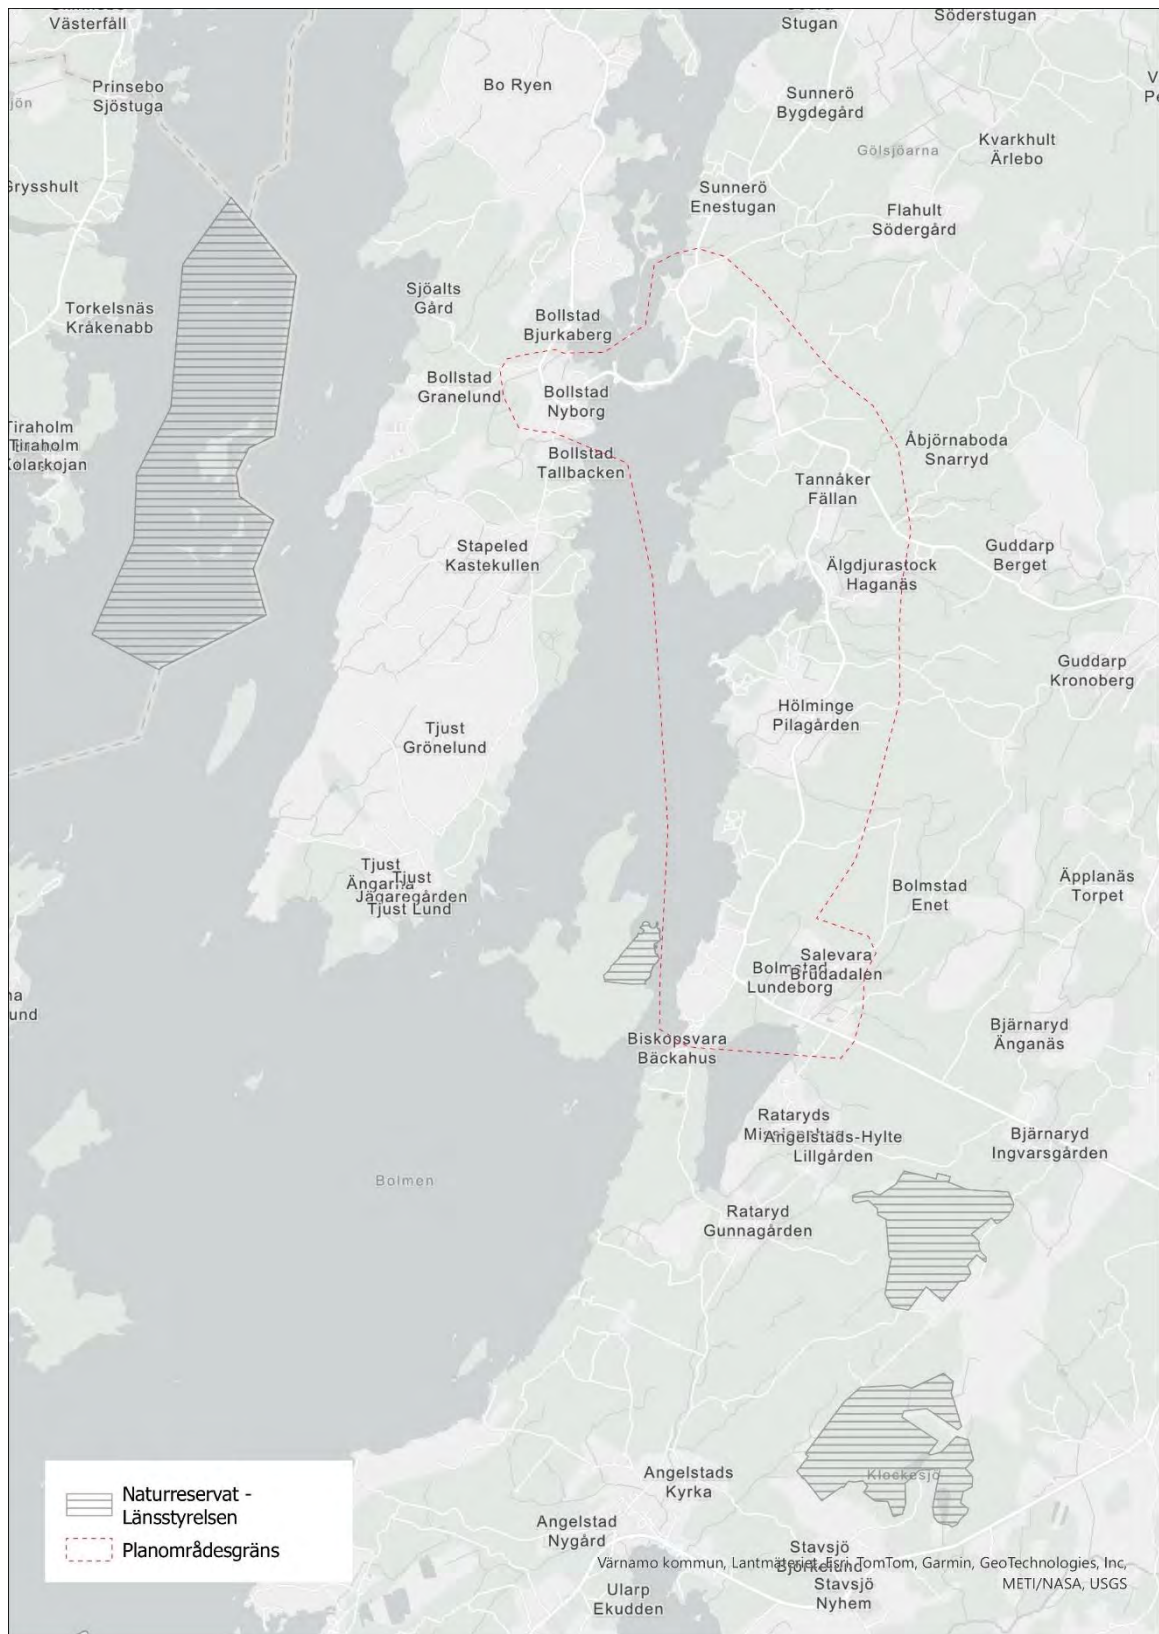 Västerfåll
Stugan
Söderstugan
Prinsebo
Sjöstuga
Bo Ryen
Sunnerö
Bygdegård
Gölsjöarna
Kvarkhult
Ärlebo
Grysshult
Sunnerö
Enestugan
Flahult
Södergård
Torkelsnäs
Kråkenabb
Sjöalts
Gård
Bollstad
Bjurkaberg
Bollstad
Granelund
Bollstad
Nyborg
Tiraholm
Tiraholm
Kolarkojan
Bollstad
Tallbacken
Åbjörnaboda
Snarryd
Tannåker
Fällan
Stapeled
Kastekullen
Älgdjurastock
Haganäs
Guddarp
Berget
Guddarp
Kronoberg
Hölminge
Pilagården
Tjust
Grönelund
Tjust
Ängarna
Tjust
Jägaregården
Tjust Lund
Bolmstad
Enet
Äpplanäs
Torpet
Salevara
Brudadalen
Bolmstad
Lundeborg
Biskopsvara
Bäckahus
Bjärnaryd
Änganäs
Rataryds
Angelstads-Hylte
Lillgården
Bjärnaryd
Ingvarsgården
Bolmen
Rataryd
Gunnagården
Klockesjö
Angelstads
Kyrka
Angelstad
Nygård
Stavsjö
Björkelund
Stavsjö
Nyhem
Ularp
Ekudden
Naturreservat -
Länsstyrelsen
Planområdesgräns
Värnamo kommun, Lantmäteriet, Esri, TomTom, Garmin, GeoTechnologies, Inc,
METI/NASA, USGS